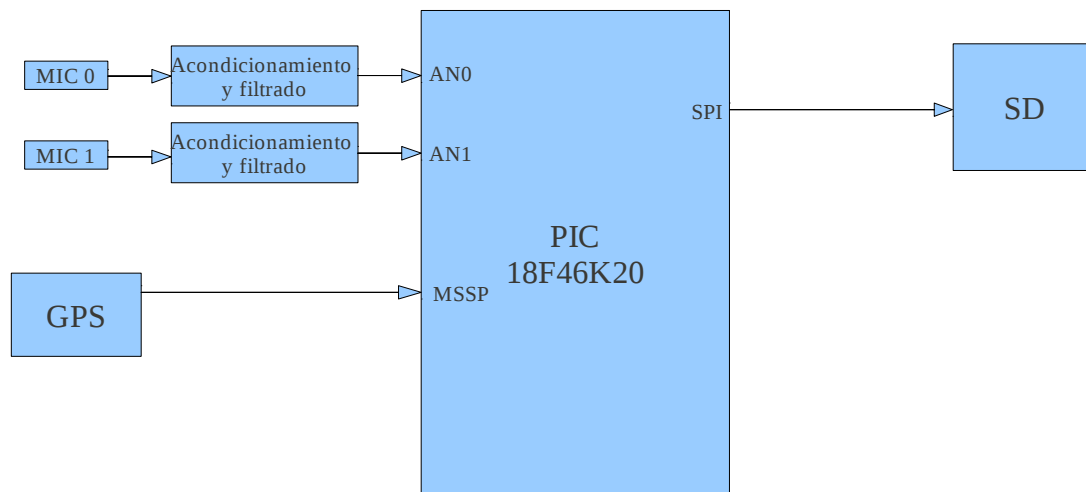 MIC 0
Acondicionamiento
y filtrado
AN0
MIC 1
Acondicionamiento
y filtrado
AN1
GPS
MSSP
PIC
18F46K20
SPI
SD